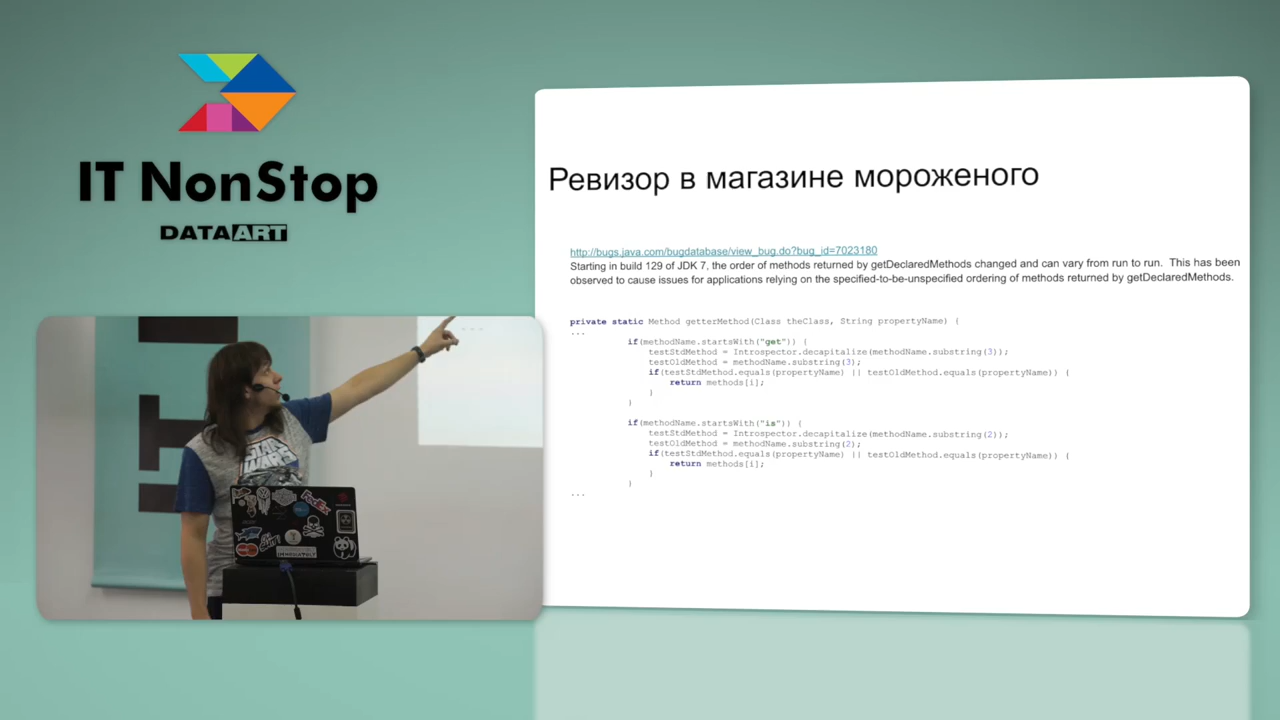 IT NonStop
DATAART
Ревизор в магазине мороженого
http://bugs.java.com/bugdatabase/view_bug.do?bug_id=7023180
Starting in build 129 of JDK 7, the order of methods returned by getDeclaredMethods changed and can vary from run to run.  This has been
observed to cause issues for applications relying on the specified-to-be-unspecified ordering of methods returned by getDeclaredMethods.
private static Method getterMethod(Class theClass, String propertyName) {
...
if(methodName.startsWith("get")) {
testStdMethod = Introspector.decapitalize(methodName.substring(3));
testOldMethod = methodName.substring(3);
if(testStdMethod.equals(propertyName) || testOldMethod.equals(propertyName)) {
return methods[i];
}
}
if(methodName.startsWith("is")) {
testStdMethod = Introspector.decapitalize(methodName.substring(2));
testOldMethod = methodName.substring(2);
if(testStdMethod.equals(propertyName) || testOldMethod.equals(propertyName)) {
return methods[i];
}
}
...
STAR
WARS
FedEx